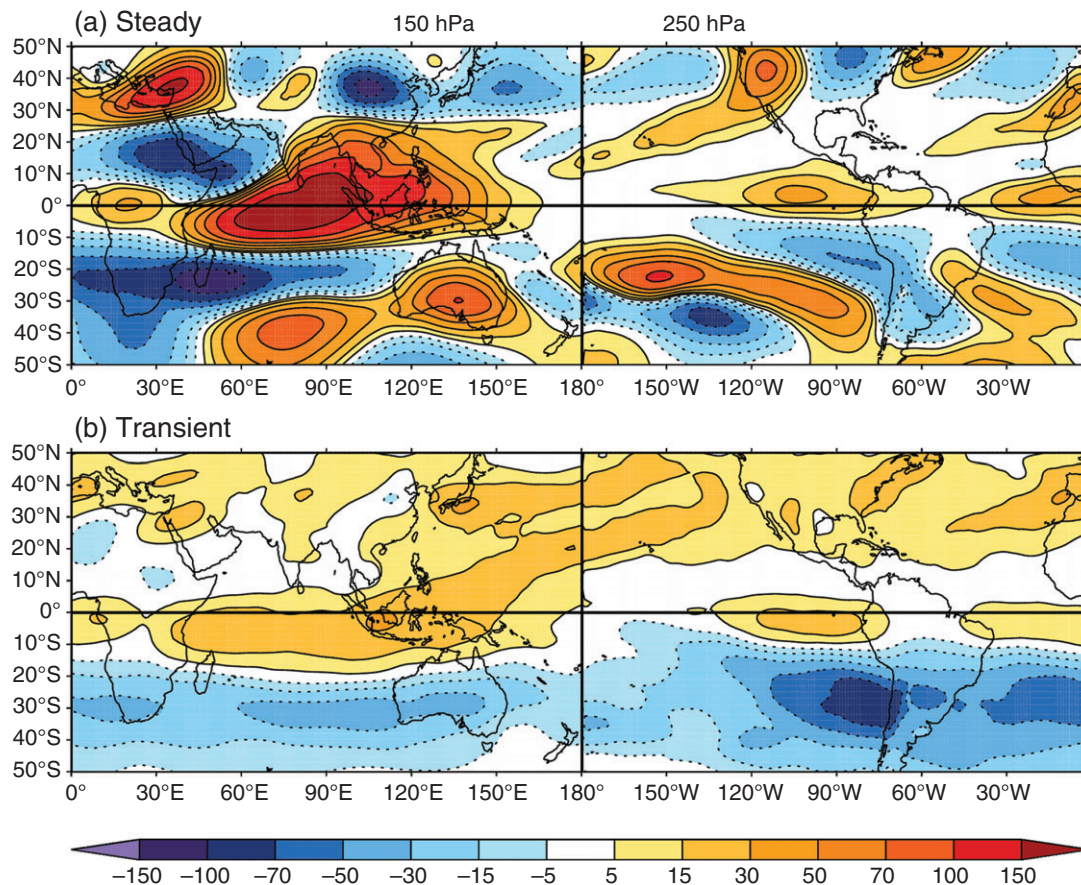 (a) Steady 150 hPa 250 hPa
50°N
40°N
30°N
20°N
10°N
0°
10°S
20°S
30°S
40°S
50°S
0° 30°E 60°E 90°E 120°E 150°E 180° 150°W 120°W 90°W 60°W 30°W
(b) Transient
50°N
40°N
30°N
20°N
10°N
0°
10°S
20°S
30°S
40°S
50°S
0° 30°E 60°E 90°E 120°E 150°E 180° 150°W 120°W 90°W 60°W 30°W
–150 –100 –70 –50 –30 –15 –5 5 15 30 50 70 100 150